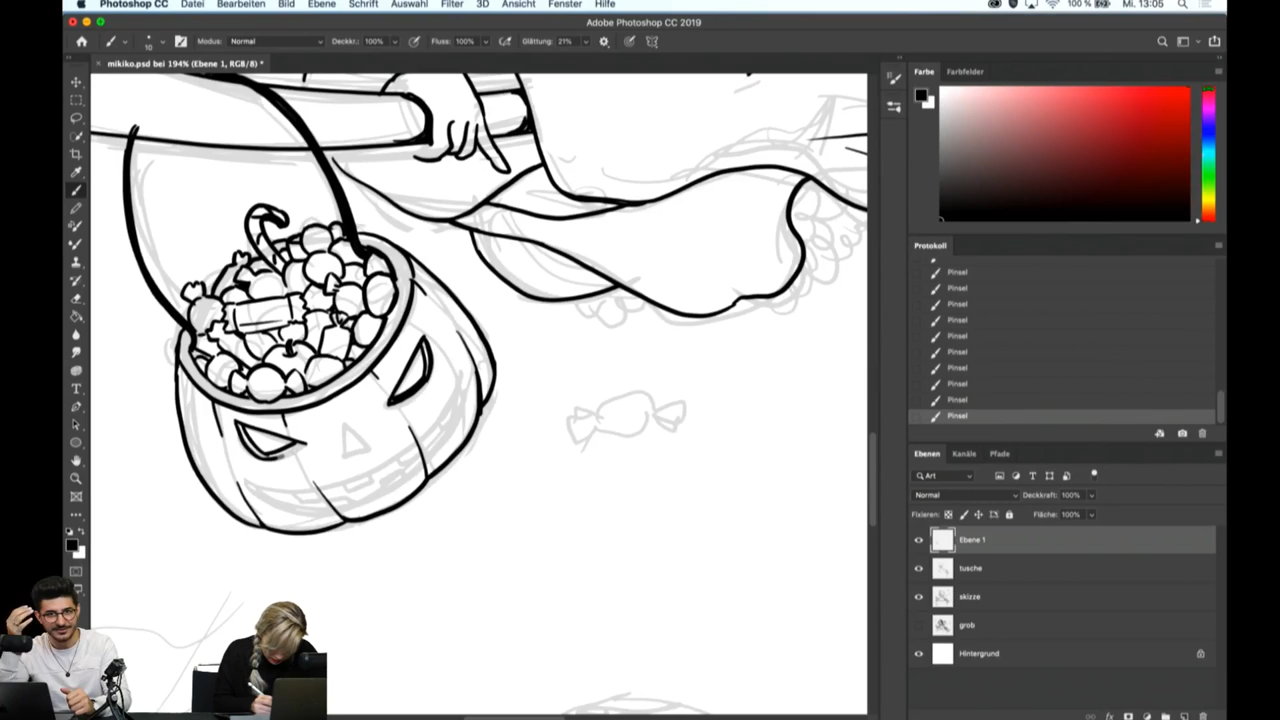 Photoshop CC Datei Bearbeiten Bild Ebene Schrift Auswahl Filter 3D Ansicht Fenster Hilfe 100 % Mi. 13:05
Adobe Photoshop CC 2019
10 Modus: Normal Deckkr.: 100% Fluss: 100% Glättung: 21%
× mikiko.psd bei 194% (Ebene 1, RGB/8) *
Farbe Farbfelder
Protokoll
Pinsel
Pinsel
Pinsel
Pinsel
Pinsel
Pinsel
Pinsel
Pinsel
Pinsel
Pinsel
Ebenen Kanäle Pfade
Art
Normal Deckkraft: 100%
Fixieren: Fläche: 100%
Ebene 1
tusche
skizze
grob
Hintergrund
fx